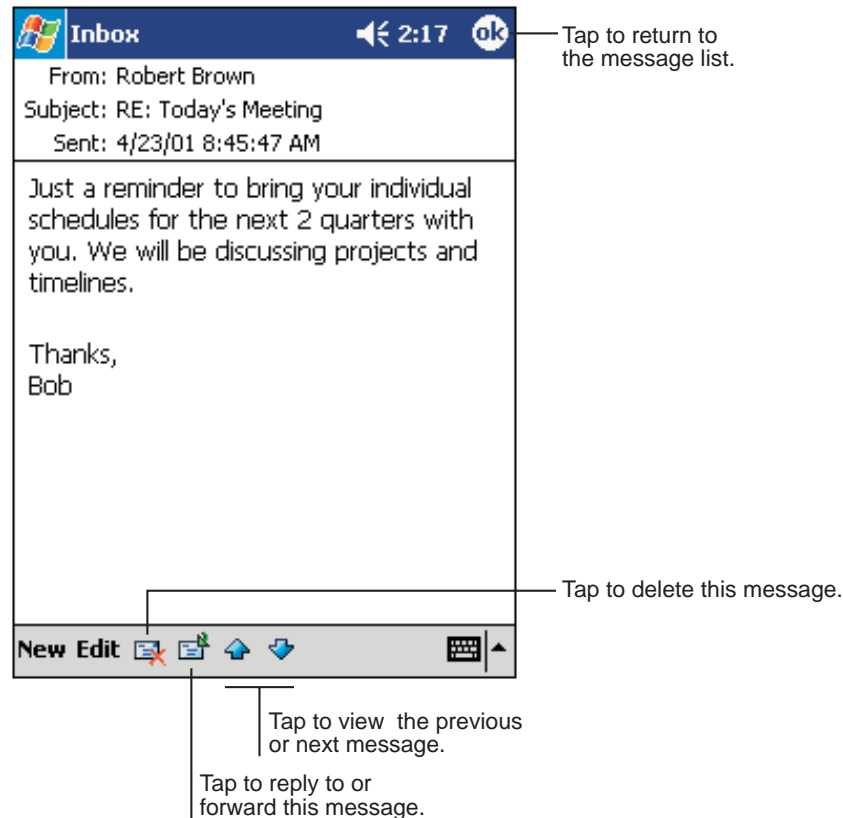 Inbox 2:17 ok
Tap to return to
the message list.
From: Robert Brown
Subject: RE: Today's Meeting
Sent: 4/23/01 8:45:47 AM
Just a reminder to bring your individual
schedules for the next 2 quarters with
you. We will be discussing projects and
timelines.
Thanks,
Bob
Tap to delete this message.
New Edit
Tap to view the previous
or next message.
Tap to reply to or
forward this message.